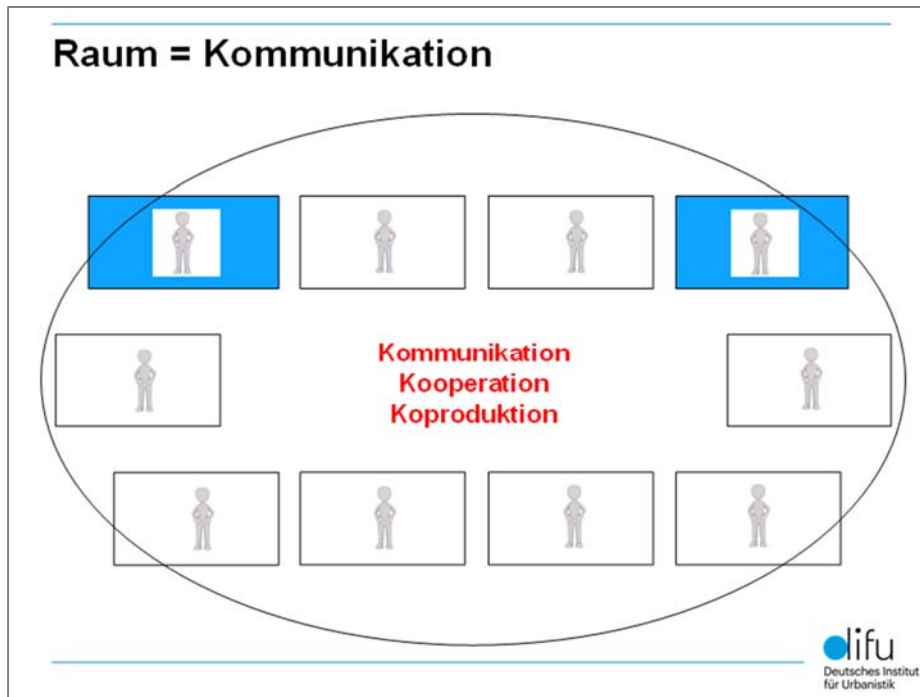 Raum = Kommunikation
Kommunikation
Kooperation
Koproduktion
difu
Deutsches Institut
für Urbanistik